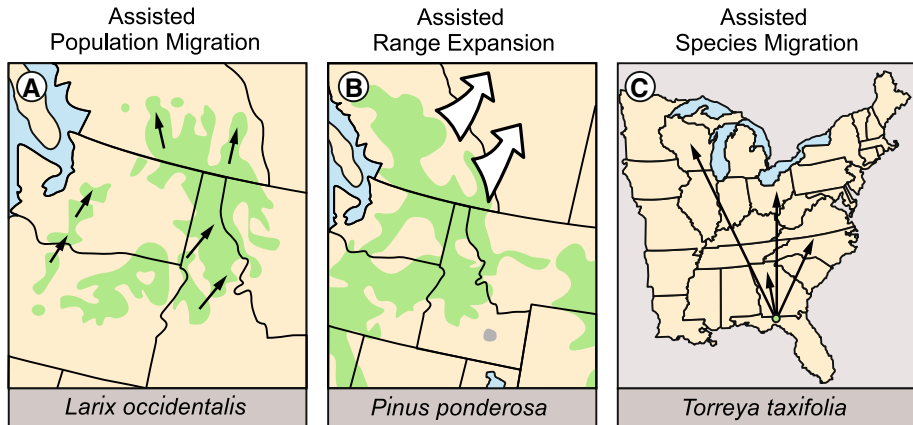 Assisted
Population Migration
Assisted
Range Expansion
Assisted
Species Migration
A
B
C
Larix occidentalis
Pinus ponderosa
Torreya taxifolia